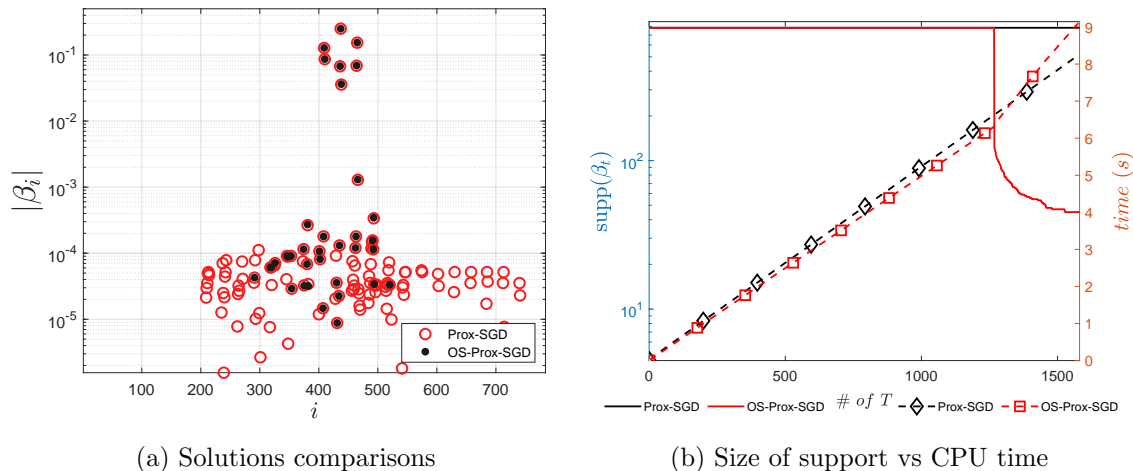 10^{-1}
10^{-2}
10^{-3}
10^{-4}
10^{-5}
|β_i|
100 200 300 400 500 600 700
i
Prox-SGD
OS-Prox-SGD
(a) Solutions comparisons
10^2
10^1
supp(β_t)
9
8
7
6
5
4
3
2
1
0
time (s)
0 500 1000 1500
Prox-SGD OS-Prox-SGD # of T Prox-SGD OS-Prox-SGD
(b) Size of support vs CPU time